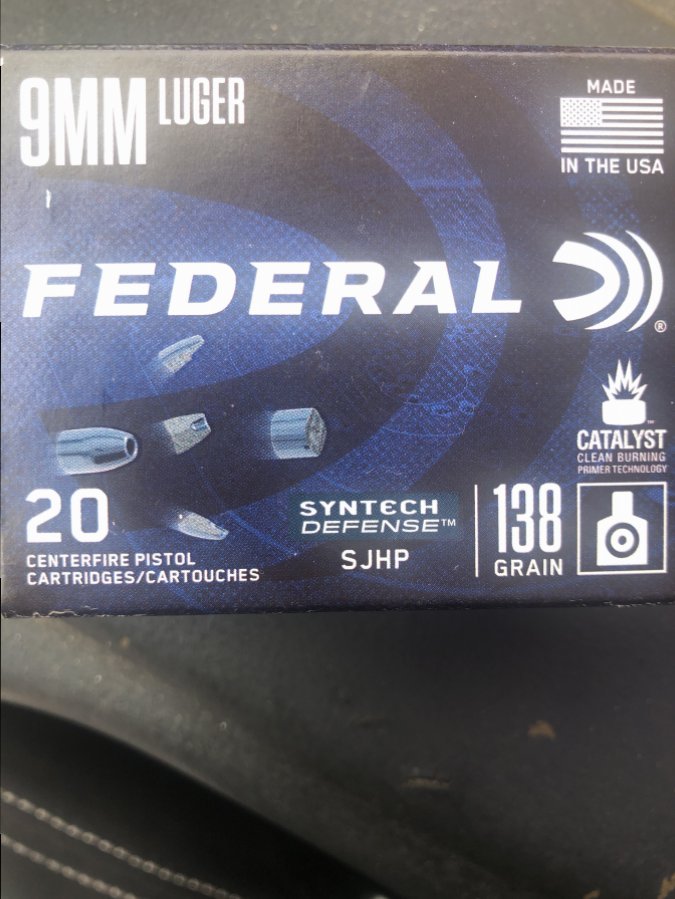 9MM LUGER
MADE
IN THE USA
FEDERAL ®
CATALYST™
CLEAN BURNING
PRIMER TECHNOLOGY
20
CENTERFIRE PISTOL
CARTRIDGES/CARTOUCHES
SYNTECH
DEFENSE™
SJHP
138
GRAIN